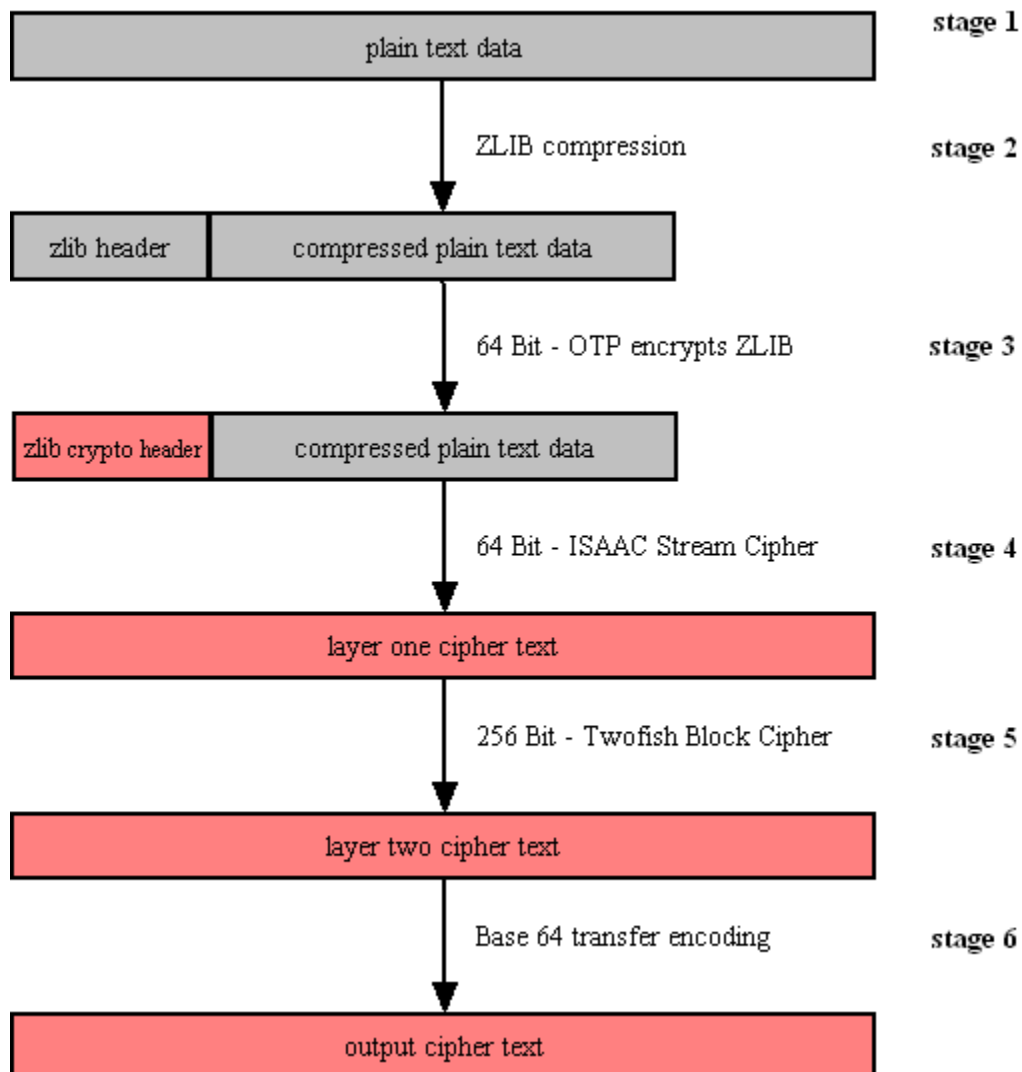 stage 1
plain text data
ZLIB compression
stage 2
zlib header
compressed plain text data
64 Bit - OTP encrypts ZLIB
stage 3
zlib crypto header
compressed plain text data
64 Bit - ISAAC Stream Cipher
stage 4
layer one cipher text
256 Bit - Twofish Block Cipher
stage 5
layer two cipher text
Base 64 transfer encoding
stage 6
output cipher text